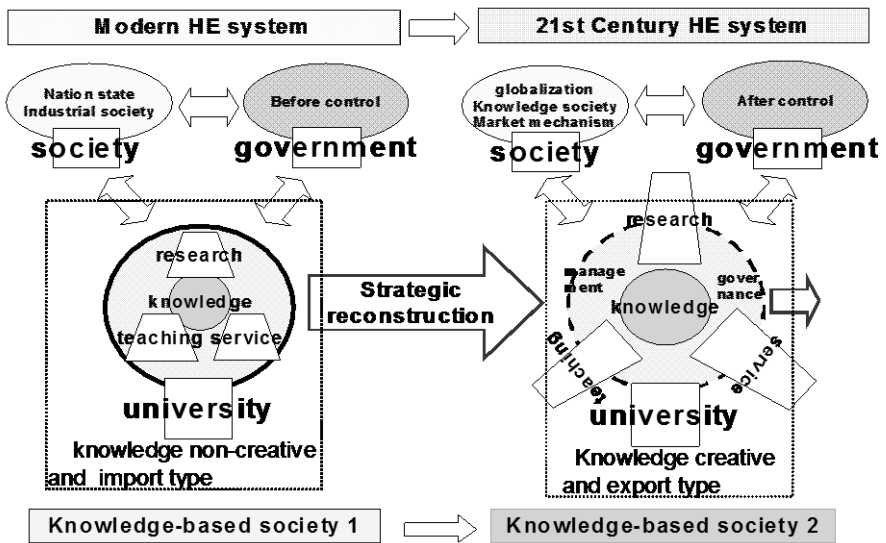 Modern HE system
21st Century HE system
Nation state
Industrial society
Before control
society
government
globalization
Knowledge society
Market mechanism
After control
society
government
research
knowledge
teaching service
university
knowledge non-creative
and import type
Strategic
reconstruction
research
manage
ment
gover
nance
knowledge
teaching
service
university
Knowledge creative
and export type
Knowledge-based society 1
Knowledge-based society 2